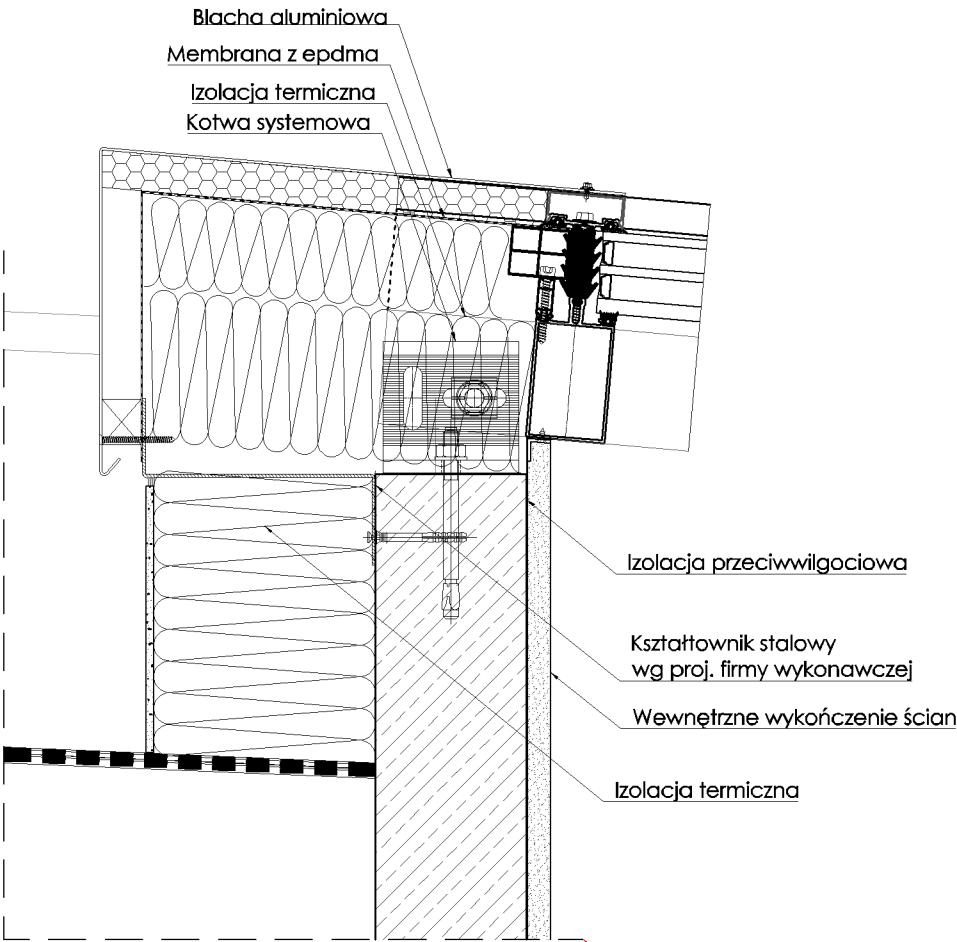 Blacha aluminiowa
Membrana z epdma
Izolacja termiczna
Kotwa systemowa
Izolacja przeciwwilgociowa
Kształtownik stalowy
wg proj. firmy wykonawczej
Wewnętrzne wykończenie ścian
Izolacja termiczna